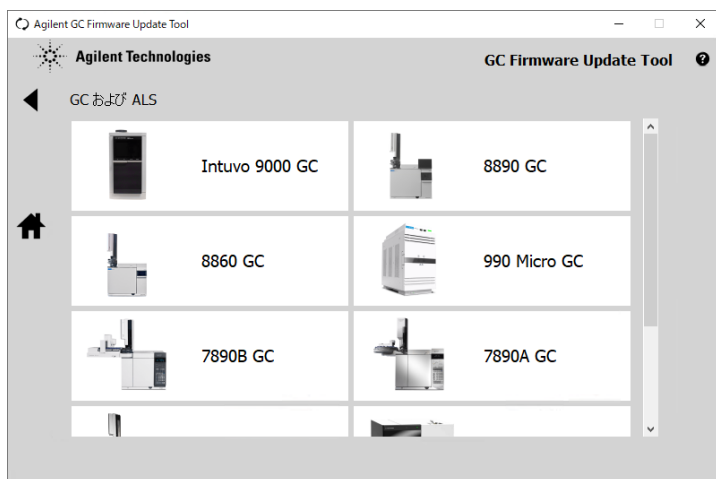 Agilent GC Firmware Update Tool
Agilent Technologies
GC Firmware Update Tool
GC および ALS
Intuvo 9000 GC
8890 GC
8860 GC
990 Micro GC
7890B GC
7890A GC